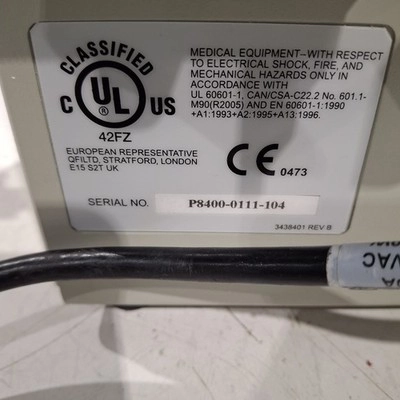 CLASSIFIED
C UL US
®
42FZ
MEDICAL EQUIPMENT--WITH RESPECT
TO ELECTRICAL SHOCK, FIRE, AND
MECHANICAL HAZARDS ONLY IN
ACCORDANCE WITH
UL 60601-1, CAN/CSA-C22.2 No. 601.1-
M90(R2005) AND EN 60601-1:1990
+A1:1993+A2:1995+A13:1996.
EUROPEAN REPRESENTATIVE
QFILTD, STRATFORD, LONDON
E15 S2T UK
CE 0473
SERIAL NO. P8400-0111-104
3438401 REV B
VAC